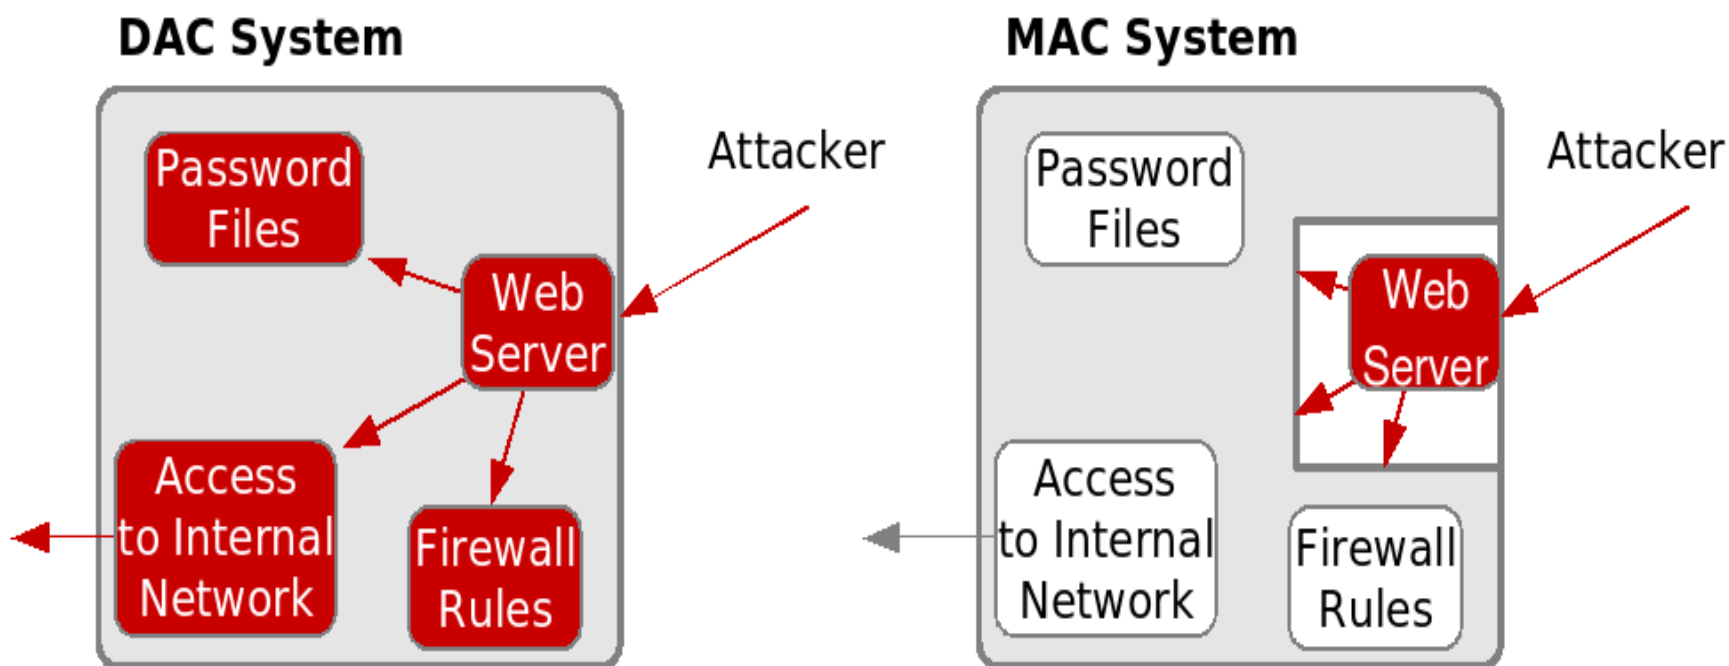 DAC System
Attacker
Password
Files
Web
Server
Access
to Internal
Network
Firewall
Rules
MAC System
Attacker
Password
Files
Web
Server
Access
to Internal
Network
Firewall
Rules